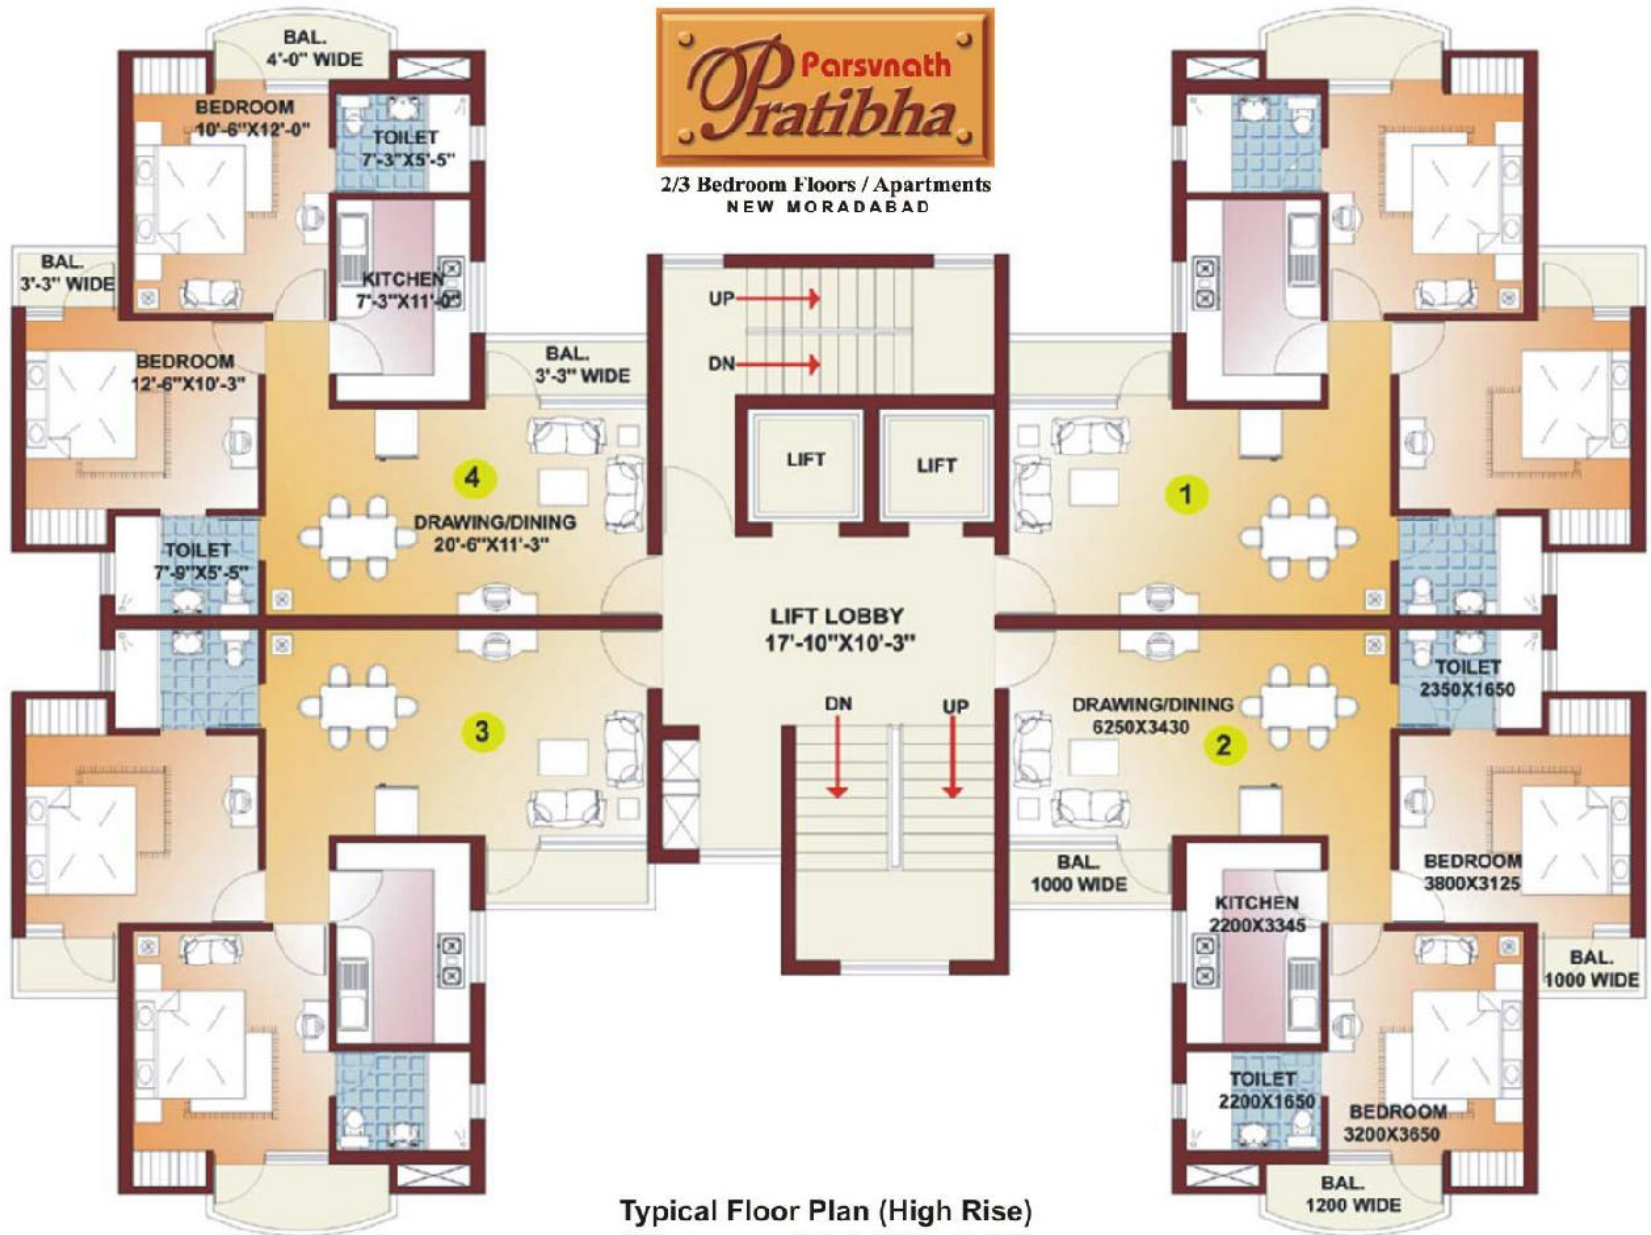 Parsvnath
Pratibha
2/3 Bedroom Floors / Apartments
NEW MORADABAD
BAL.
4'-0" WIDE
BEDROOM
10'-6"X12'-0"
TOILET
7'-3"X5'-5"
BAL.
3'-3" WIDE
KITCHEN
7'-3"X11'-0"
BEDROOM
12'-6"X10'-3"
BAL.
3'-3" WIDE
UP
DN
LIFT
LIFT
4
DRAWING/DINING
20'-6"X11'-3"
1
TOILET
7'-9"X5'-5"
LIFT LOBBY
17'-10"X10'-3"
3
DN
UP
DRAWING/DINING
6250X3430
2
TOILET
2350X1650
BAL.
1000 WIDE
BEDROOM
3800X3125
KITCHEN
2200X3345
BAL.
1000 WIDE
TOILET
2200X1650
BEDROOM
3200X3650
BAL.
1200 WIDE
Typical Floor Plan (High Rise)